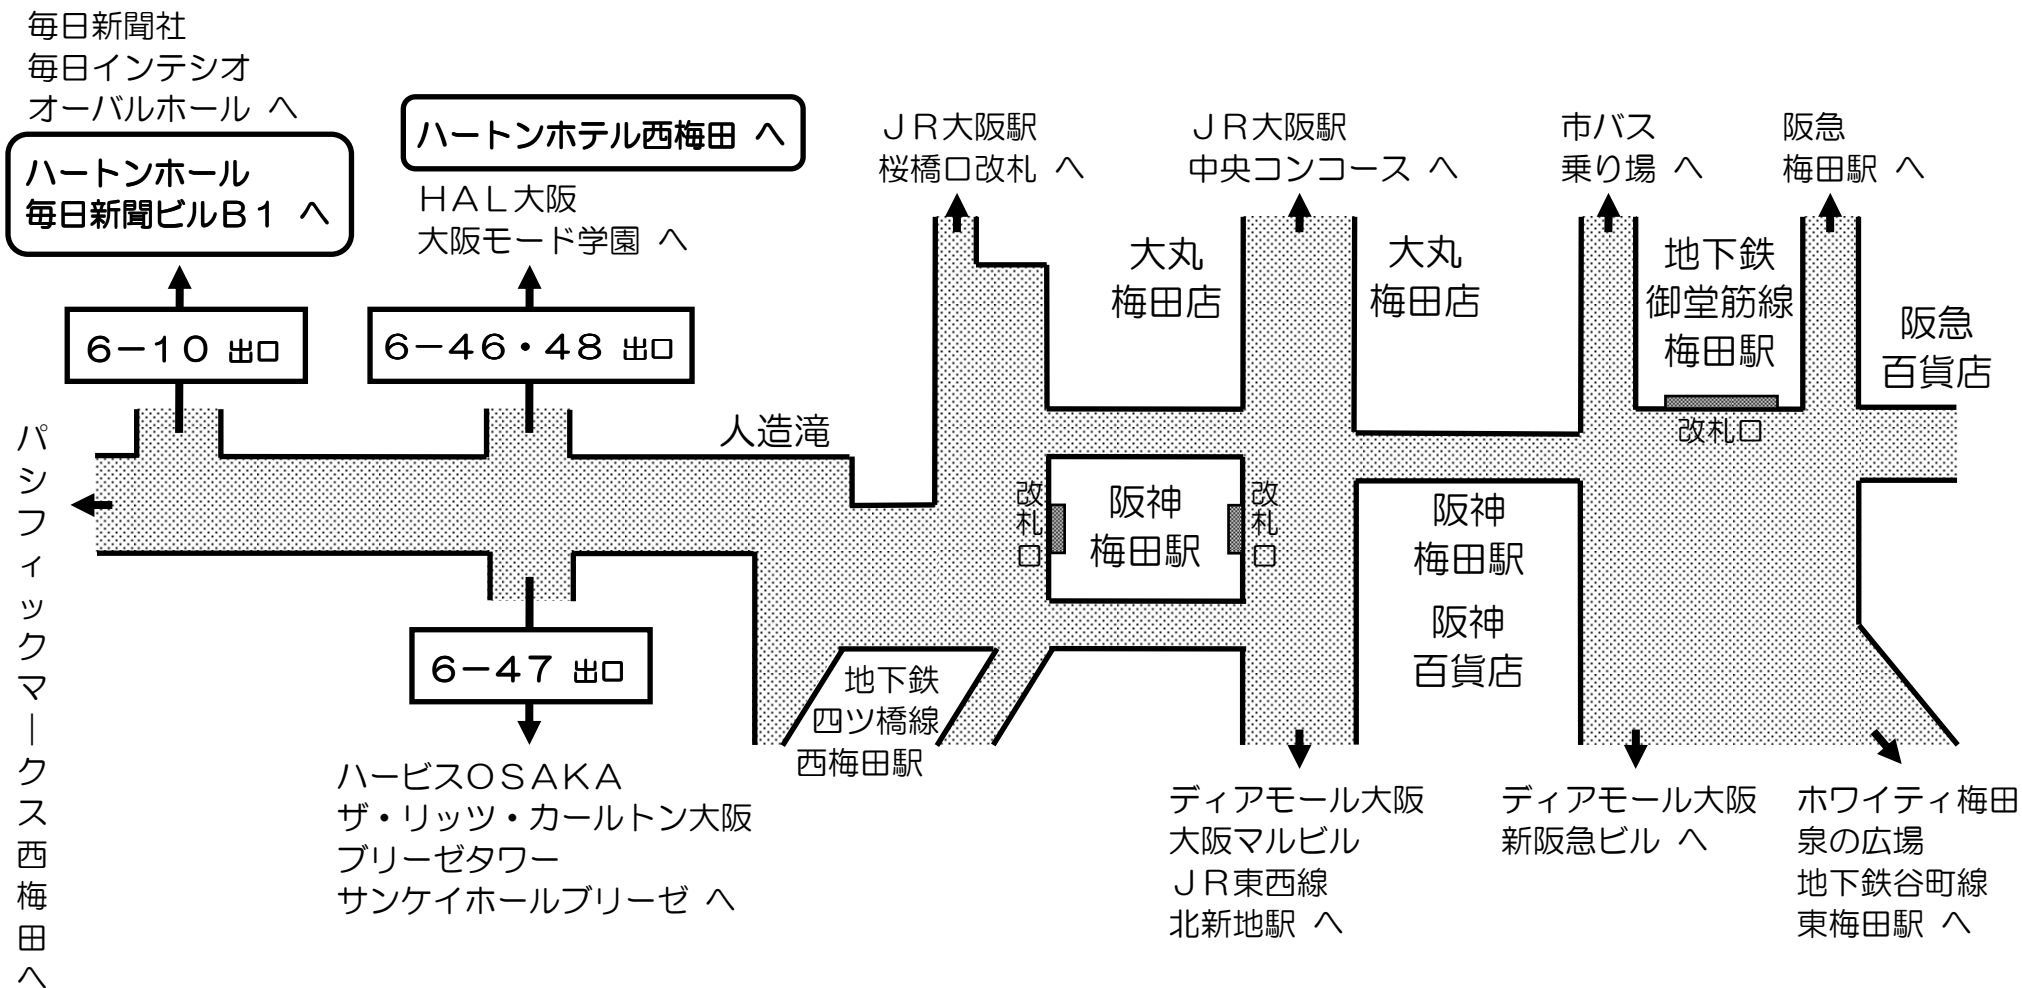 毎日新聞社
毎日インテシオ
オーバルホール へ
ハートンホール
毎日新聞ビルB1 へ
ハートンホテル西梅田 へ
HAL大阪
大阪モード学園 へ
JR大阪駅
桜橋口改札 へ
JR大阪駅
中央コンコース へ
市バス
乗り場 へ
阪急
梅田駅 へ
6−10 出口
6−46・48 出口
大丸
梅田店
大丸
梅田店
地下鉄
御堂筋線
梅田駅
改札口
阪急
百貨店
人造滝
パシフィックマークス西梅田へ
改札口
阪神
梅田駅
改札口
阪神
梅田駅
阪神
百貨店
6−47 出口
地下鉄
四ツ橋線
西梅田駅
ハービスOSAKA
ザ・リッツ・カールトン大阪
ブリーゼタワー
サンケイホールブリーゼ へ
ディアモール大阪
大阪マルビル
JR東西線
北新地駅 へ
ディアモール大阪
新阪急ビル へ
ホワイティ梅田
泉の広場
地下鉄谷町線
東梅田駅 へ